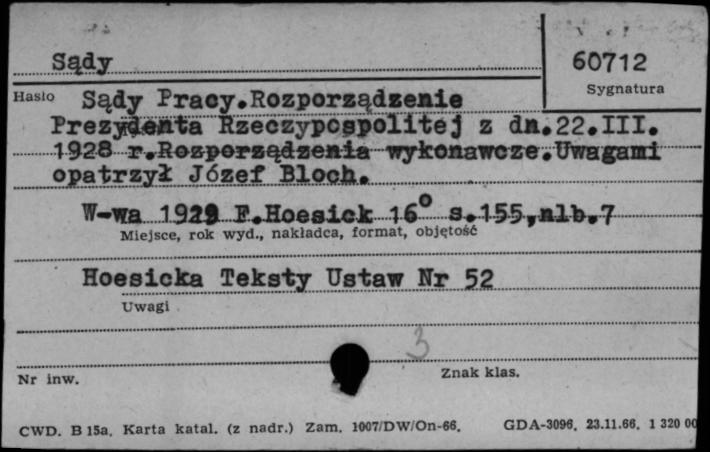 Sądy
60712
Sygnatura
Hasło
Sądy Pracy.Rozporządzenie
Prezydenta Rzeczypospolitej z dn.22.III.
1928 r.Rozporządzenia wykonawcze.Uwagami
opatrzył Józef Bloch.
W-wa 1929 F.Hoesick 16° s.155,nlb.7
Miejsce, rok wyd., nakładca, format, objętość
Hoesicka Teksty Ustaw Nr 52
Uwagi
3
Nr inw.
Znak klas.
CWD. B 15a. Karta katal. (z nadr.) Zam. 1007/DW/On-66. GDA-3096. 23.11.66. 1 320 00